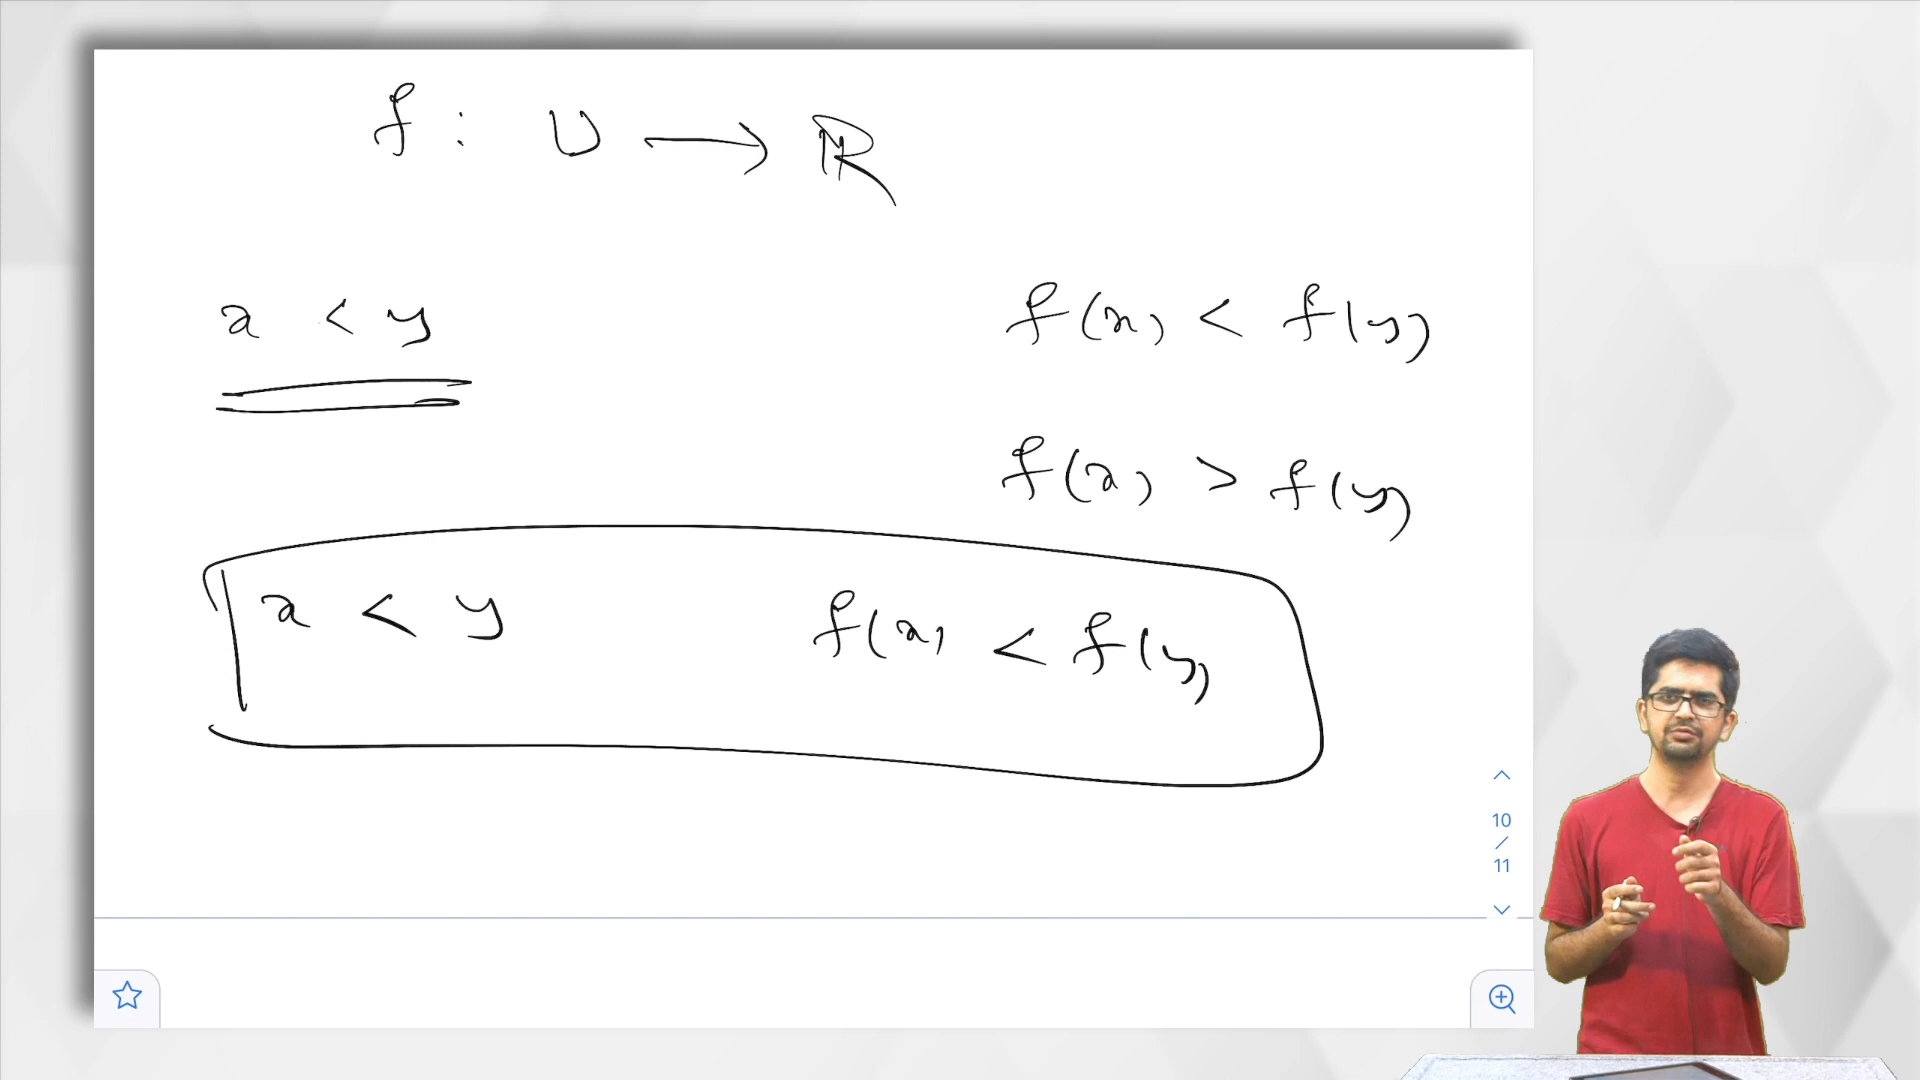 f : U → ℝ
x < y f(x) < f(y)
f(x) > f(y)
x < y f(x) < f(y)
10
/
11